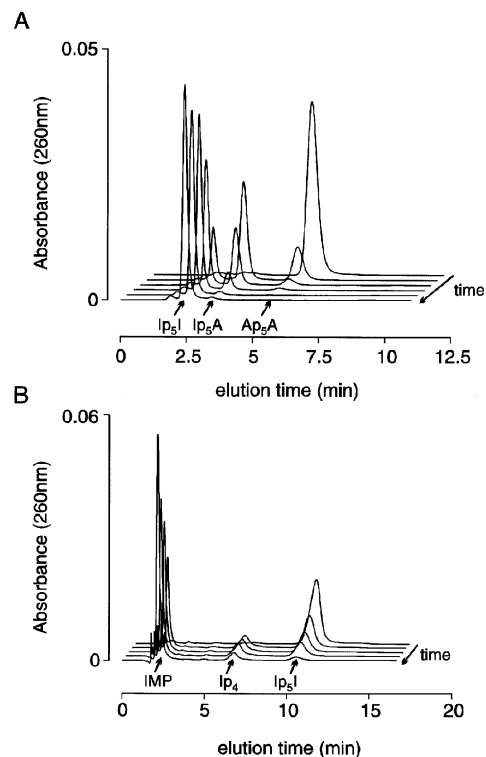 A
0.05
Absorbance (260nm)
0
time
Ip5I Ip5A Ap5A
0 2.5 5 7.5 10 12.5
elution time (min)
B
0.06
Absorbance (260nm)
0
time
IMP Ip4 Ip5I
0 5 10 15 20
elution time (min)